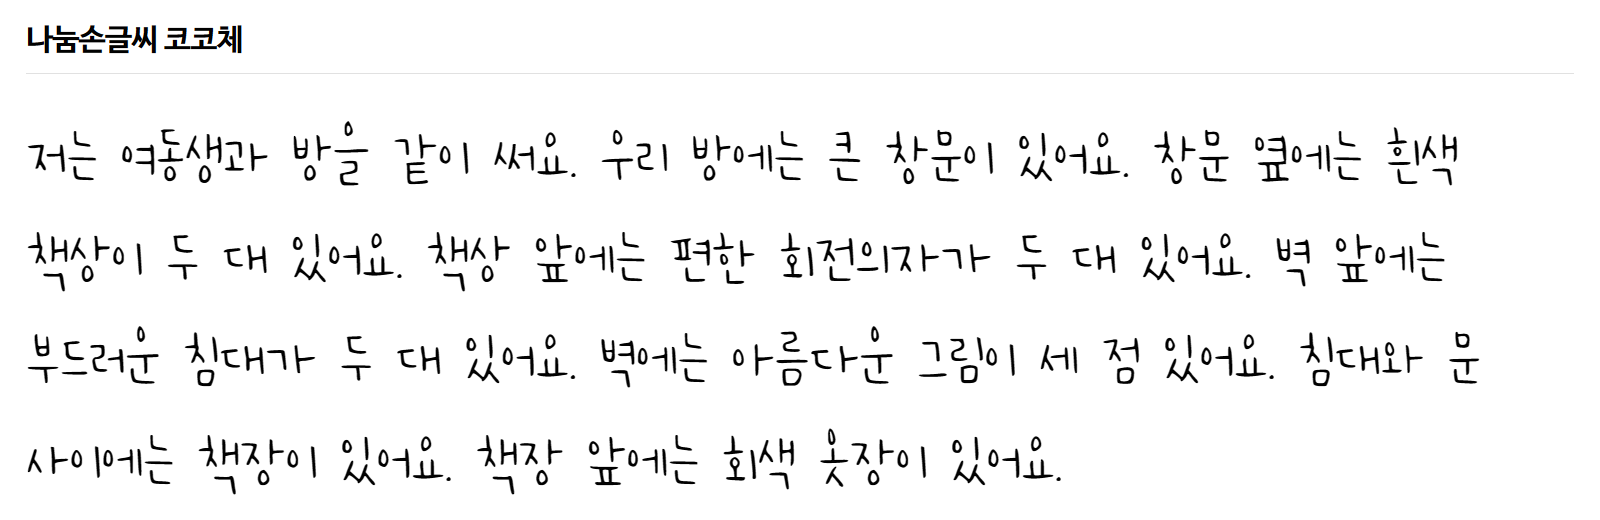 나눔손글씨 코코체
저는 여동생과 방을 같이 써요. 우리 방에는 큰 창문이 있어요. 창문 옆에는 흰색
책상이 두 대 있어요. 책상 앞에는 편한 회전의자가 두 대 있어요. 벽 앞에는
부드러운 침대가 두 대 있어요. 벽에는 아름다운 그림이 세 점 있어요. 침대와 문
사이에는 책장이 있어요. 책장 앞에는 회색 옷장이 있어요.